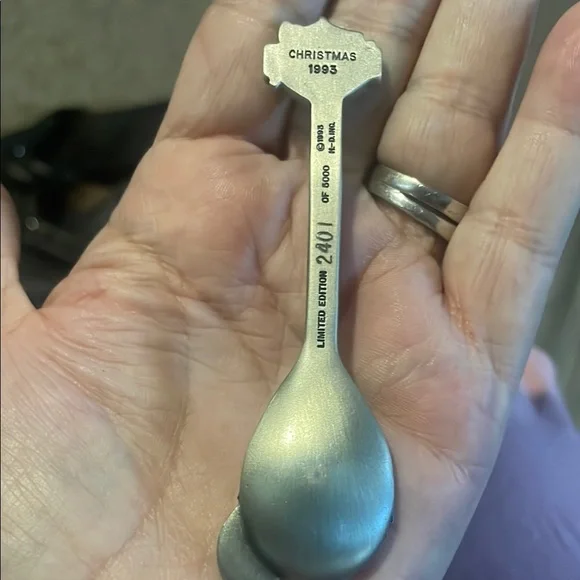 CHRISTMAS
1993
©1993
H-D, INC.
LIMITED EDITION 2401 OF 5000